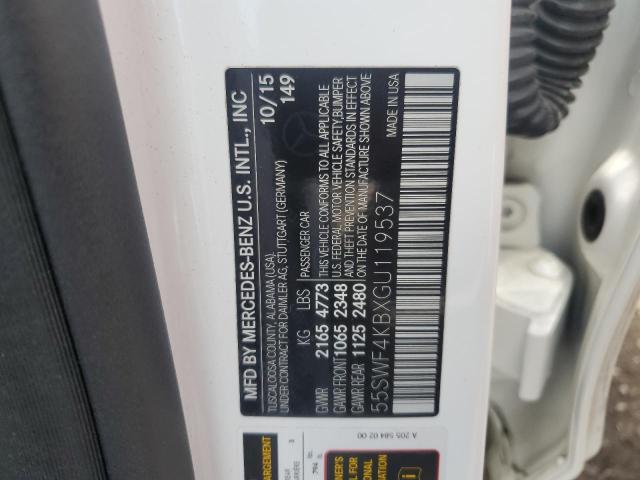 MFD BY MERCEDES-BENZ U.S. INTL., INC
10/15
TUSCALOOSA COUNTY, ALABAMA (USA)
149
UNDER CONTRACT FOR DAIMLER AG, STUTTGART (GERMANY)
KG LBS PASSENGER CAR
GVWR 2165 4773 THIS VEHICLE CONFORMS TO ALL APPLICABLE
GAWR FRONT 1065 2348 U.S. FEDERAL MOTOR VEHICLE SAFETY, BUMPER
GAWR REAR 1125 2480 AND THEFT PREVENTION STANDARDS IN EFFECT
ON THE DATE OF MANUFACTURE SHOWN ABOVE
55SWF4KBXGU119537
MADE IN USA
A 205 584 02 00